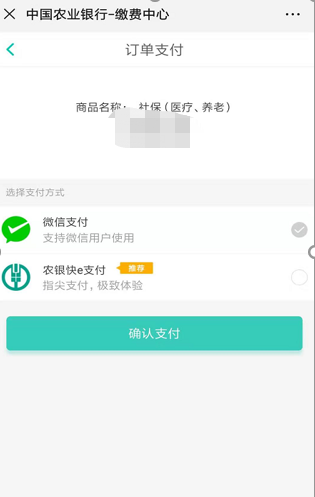 中国农业银行-缴费中心
订单支付
商品名称： 社保（医疗、养老）
选择支付方式
微信支付
支持微信用户使用
农银快e支付 推荐
指尖支付，极致体验
确认支付